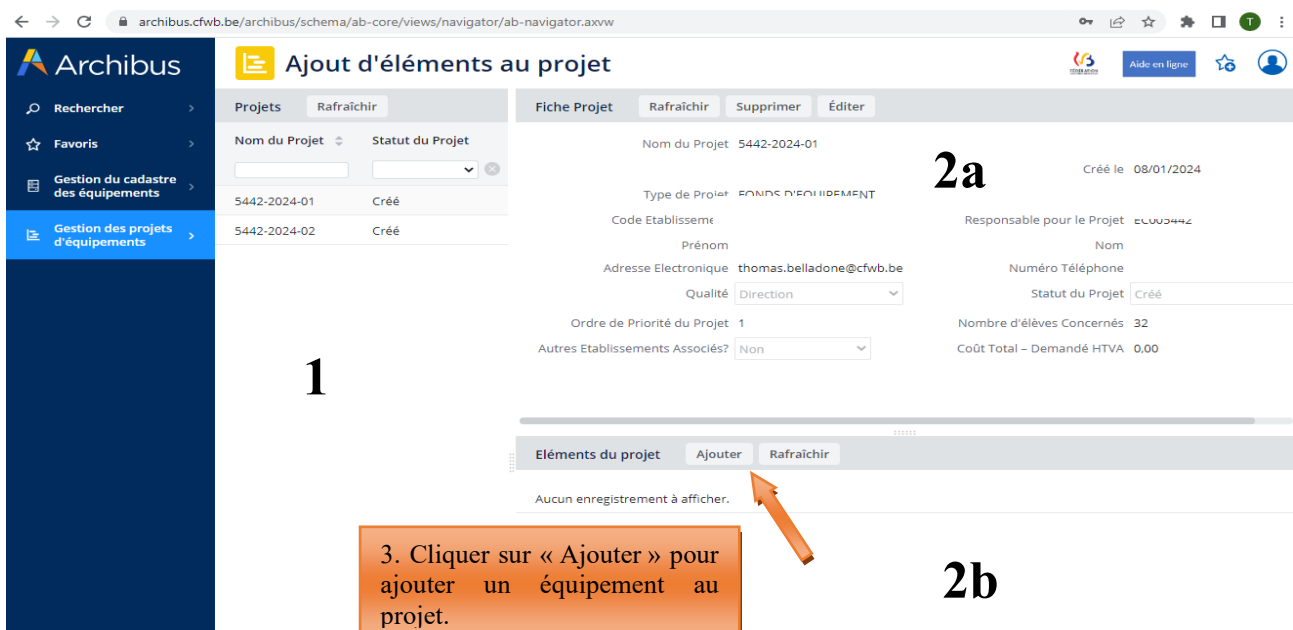 archibus.cfwb.be/archibus/schema/ab-core/views/navigator/ab-navigator.axvw
T
Archibus
Ajout d'éléments au projet
Aide en ligne
Rechercher
Favoris
Gestion du cadastre
des équipements
Gestion des projets
d'équipements
Projets Rafraîchir
Nom du Projet Statut du Projet
5442-2024-01 Créé
5442-2024-02 Créé
1
Fiche Projet Rafraîchir Supprimer Éditer
Nom du Projet 5442-2024-01
2a
Créé le 08/01/2024
Type de Projet FONDS D'EQUIPEMENT
Code Etablisseme Responsable pour le Projet EC005442
Prénom Nom
Adresse Electronique thomas.belladone@cfwb.be Numéro Téléphone
Qualité Direction Statut du Projet Créé
Ordre de Priorité du Projet 1 Nombre d'élèves Concernés 32
Autres Etablissements Associés? Non Coût Total – Demandé HTVA 0,00
Eléments du projet Ajouter Rafraîchir
Aucun enregistrement à afficher.
3. Cliquer sur « Ajouter » pour
ajouter un équipement au
projet.
2b